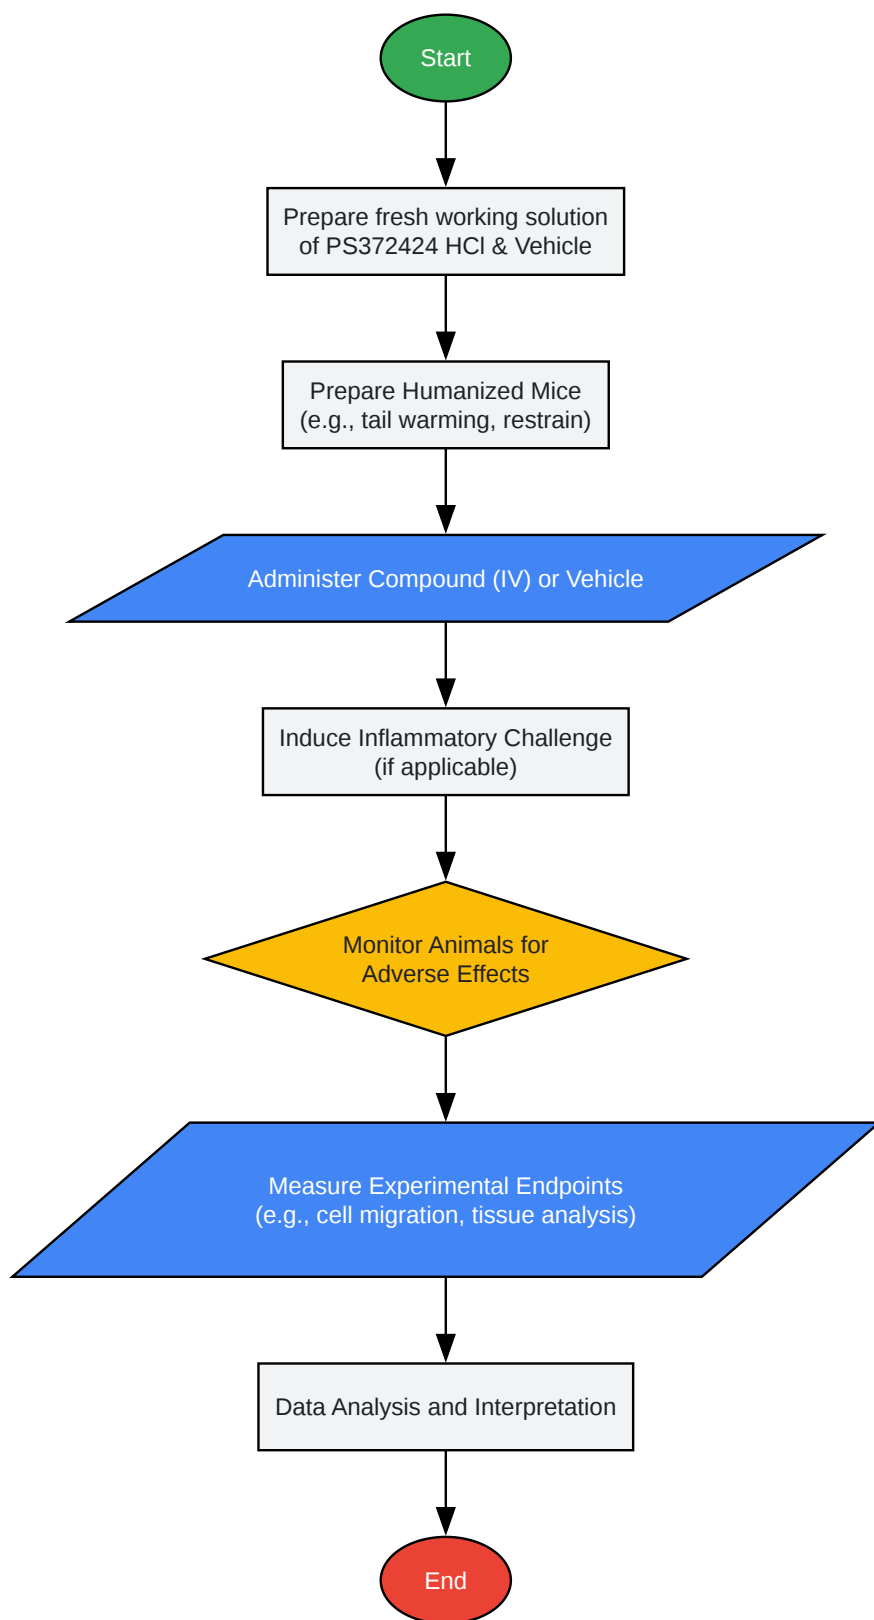 Start
Prepare fresh working solution
of PS372424 HCl & Vehicle
Prepare Humanized Mice
(e.g., tail warming, restrain)
Administer Compound (IV) or Vehicle
Induce Inflammatory Challenge
(if applicable)
Monitor Animals for
Adverse Effects
Measure Experimental Endpoints
(e.g., cell migration, tissue analysis)
Data Analysis and Interpretation
End